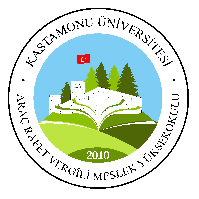 KASTAMONU ÜNİVERSİTESİ
ARAÇ RAFET VERGİLİ MESLEK YÜKSEKOKULU
2010